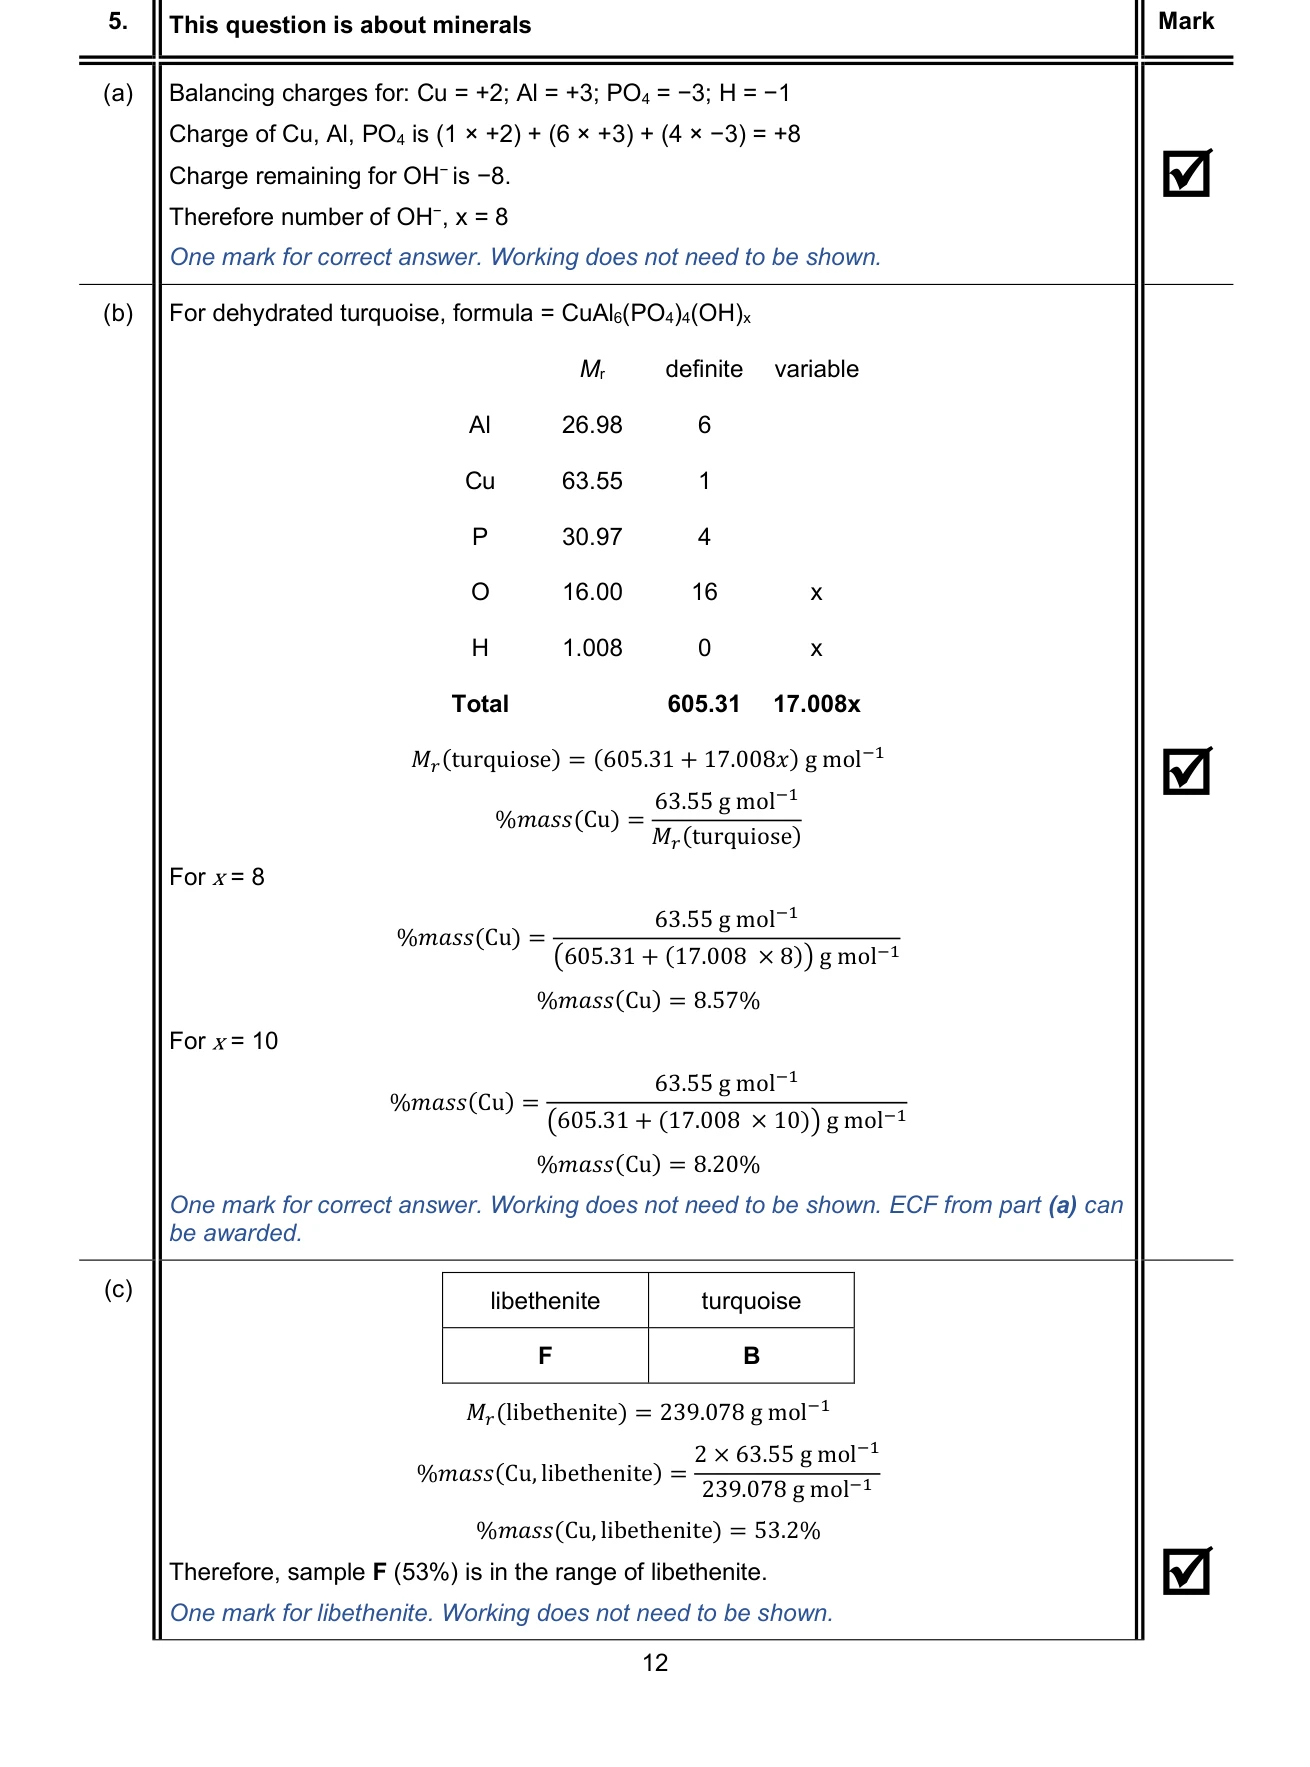 5. This question is about minerals Mark
(a) Balancing charges for: Cu = +2; Al = +3; PO₄ = −3; H = −1
Charge of Cu, Al, PO₄ is (1 × +2) + (6 × +3) + (4 × −3) = +8
Charge remaining for OH⁻ is −8.
Therefore number of OH⁻, x = 8
One mark for correct answer. Working does not need to be shown.
(b) For dehydrated turquoise, formula = CuAl₆(PO₄)₄(OH)ₓ
Mᵣ definite variable
Al 26.98 6
Cu 63.55 1
P 30.97 4
O 16.00 16 x
H 1.008 0 x
Total 605.31 17.008x
Mᵣ(turquiose) = (605.31 + 17.008x) g mol⁻¹
%mass(Cu) = 63.55 g mol⁻¹ / Mᵣ(turquiose)
For x = 8
%mass(Cu) = 63.55 g mol⁻¹ / (605.31 + (17.008 × 8)) g mol⁻¹
%mass(Cu) = 8.57%
For x = 10
%mass(Cu) = 63.55 g mol⁻¹ / (605.31 + (17.008 × 10)) g mol⁻¹
%mass(Cu) = 8.20%
One mark for correct answer. Working does not need to be shown. ECF from part (a) can
be awarded.
(c) libethenite turquoise
F B
Mᵣ(libethenite) = 239.078 g mol⁻¹
%mass(Cu, libethenite) = 2 × 63.55 g mol⁻¹ / 239.078 g mol⁻¹
%mass(Cu, libethenite) = 53.2%
Therefore, sample F (53%) is in the range of libethenite.
One mark for libethenite. Working does not need to be shown.
12